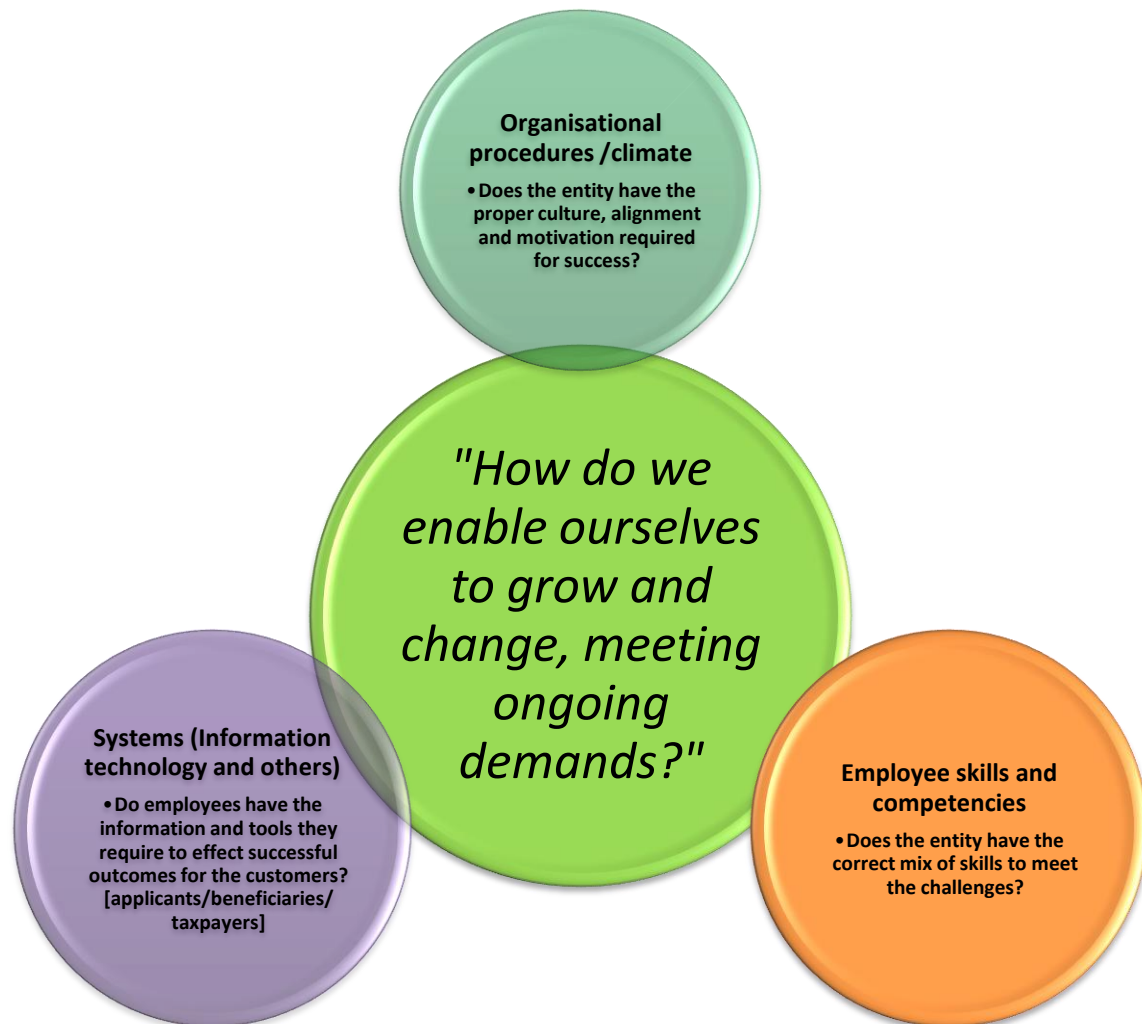 Organisational
procedures /climate
•Does the entity have the
proper culture, alignment
and motivation required
for success?
"How do we
enable ourselves
to grow and
change, meeting
ongoing
demands?"
Systems (Information
technology and others)
•Do employees have the
information and tools they
require to effect successful
outcomes for the customers?
[applicants/beneficiaries/
taxpayers]
Employee skills and
competencies
•Does the entity have the
correct mix of skills to meet
the challenges?